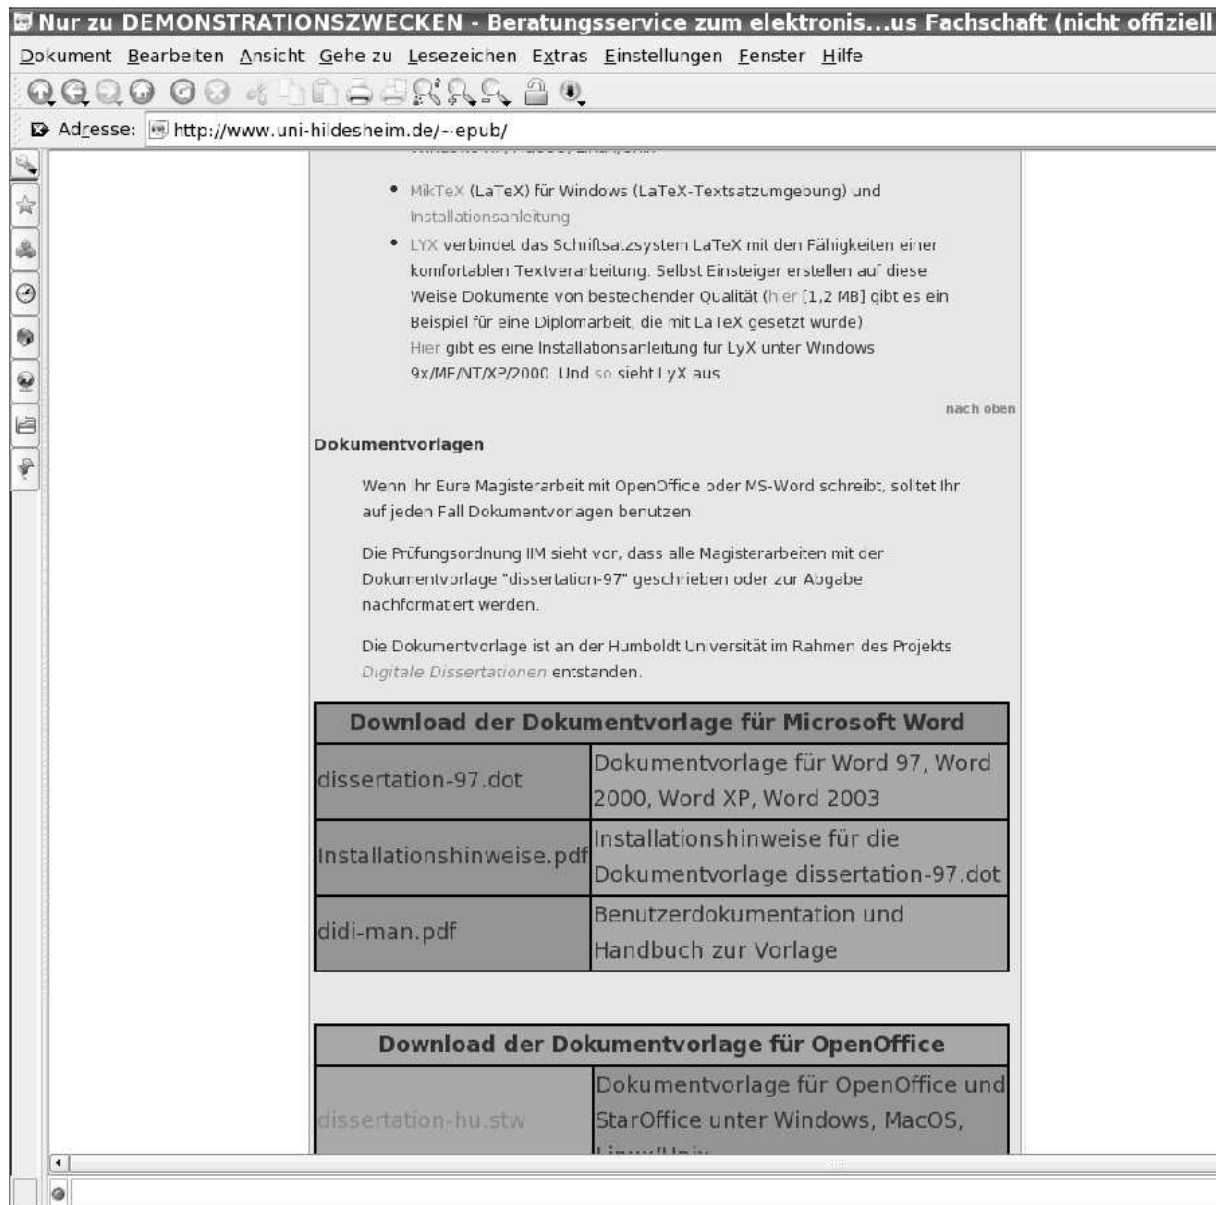 Nur zu DEMONSTRATIONSZWECKEN - Beratungsservice zum elektronis...us Fachschaft (nicht offiziell
Dokument Bearbeiten Ansicht Gehe zu Lesezeichen Extras Einstellungen Fenster Hilfe
Adresse: http://www.uni-hildesheim.de/~epub/
• MikTeX (LaTeX) für Windows (LaTeX-Textsatzumgebung) und
Installationsanleitung
• LYX verbindet das Schriftsatzsystem LaTeX mit den Fähigkeiten einer
komfortablen Textverarbeitung. Selbst Einsteiger erstellen auf diese
Weise Dokumente von bestechender Qualität (hier [1,2 MB] gibt es ein
Beispiel für eine Diplomarbeit, die mit LaTeX gesetzt wurde).
Hier gibt es eine Installationsanleitung für LyX unter Windows
9x/ME/NT/XP/2000. Und so sieht LyX aus
nach oben
Dokumentvorlagen
Wenn Ihr Eure Magisterarbeit mit OpenOffice oder MS-Word schreibt, solltet Ihr
auf jeden Fall Dokumentvorlagen benutzen.
Die Prüfungsordnung IIM sieht vor, dass alle Magisterarbeiten mit der
Dokumentvorlage "dissertation-97" geschrieben oder zur Abgabe
nachformatiert werden.
Die Dokumentvorlage ist an der Humboldt Universität im Rahmen des Projekts
Digitale Dissertationen entstanden.
Download der Dokumentvorlage für Microsoft Word
dissertation-97.dot
Dokumentvorlage für Word 97, Word
2000, Word XP, Word 2003
Installationshinweise.pdf
Installationshinweise für die
Dokumentvorlage dissertation-97.dot
didi-man.pdf
Benutzerdokumentation und
Handbuch zur Vorlage
Download der Dokumentvorlage für OpenOffice
dissertation-hu.stw
Dokumentvorlage für OpenOffice und
StarOffice unter Windows, MacOS,